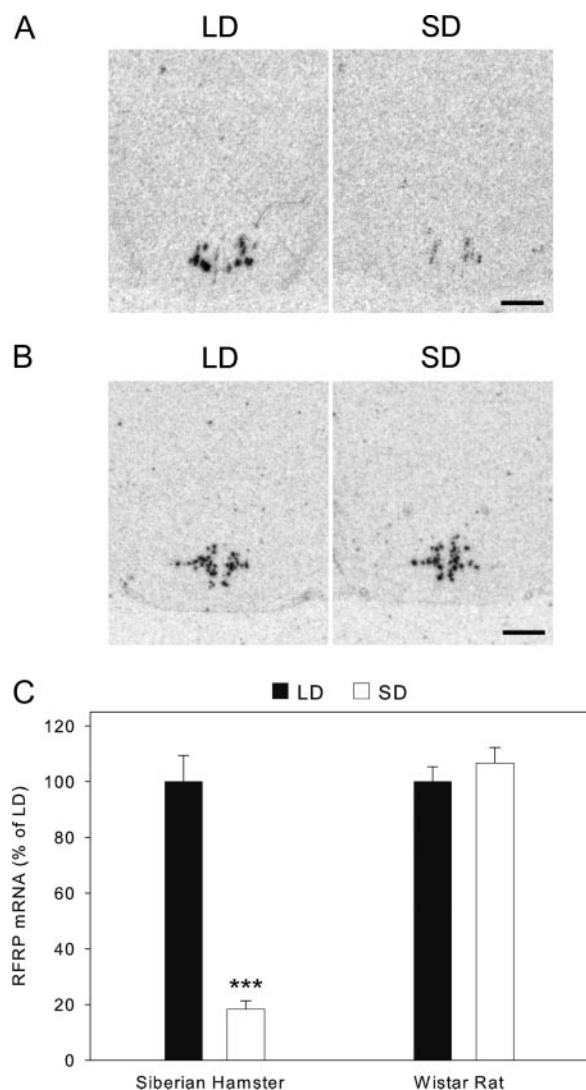 A
LD SD
B
LD SD
C
LD SD
RFRP mRNA (% of LD)
120
100
80
60
40
20
0
***
Siberian Hamster Wistar Rat